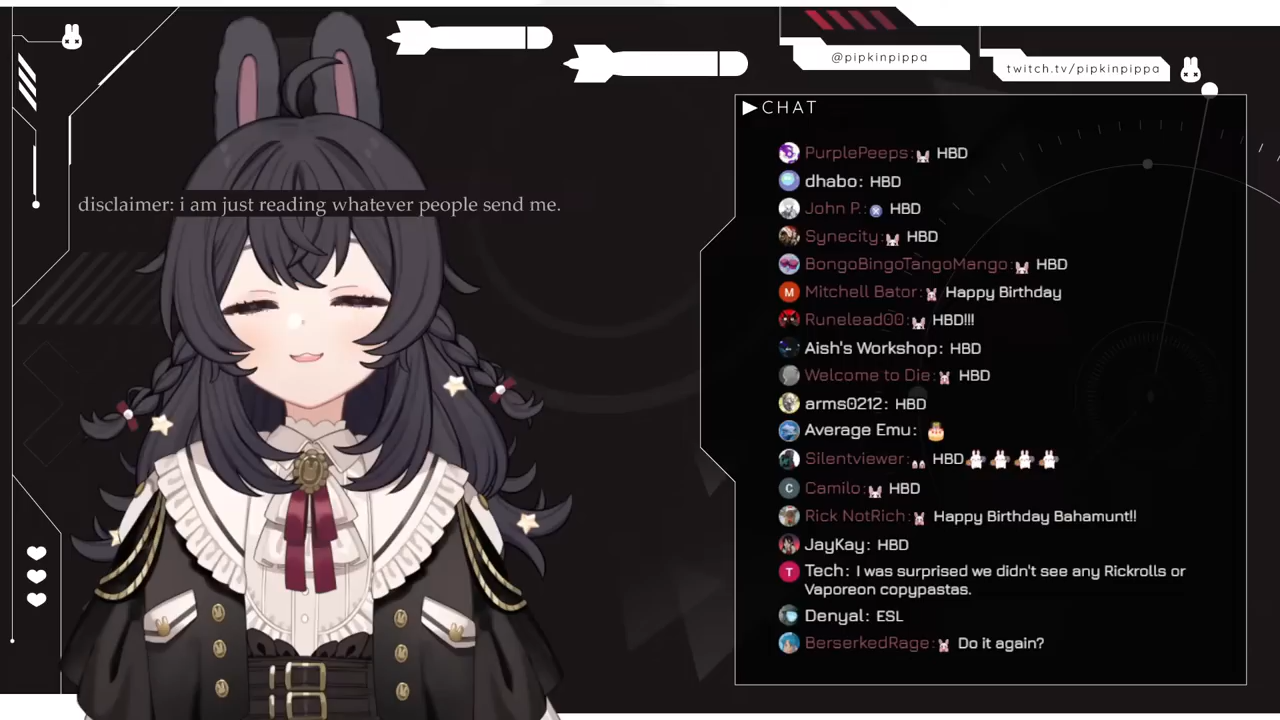 @pipkinpippa
twitch.tv/pipkinpippa
▶CHAT
disclaimer: i am just reading whatever people send me.
PurplePeeps: HBD
dhabo: HBD
John P.: HBD
Synecity: HBD
BongoBingoTangoMango: HBD
M Mitchell Bator: Happy Birthday
Runelead00: HBD!!!
Aish's Workshop: HBD
Welcome to Die: HBD
arms0212: HBD
Average Emu: 🎂
Silentviewer: HBD
C Camilo: HBD
Rick NotRich: Happy Birthday Bahamunt!!
JayKay: HBD
T Tech: I was surprised we didn't see any Rickrolls or
Vaporeon copypastas.
Denyal: ESL
BerserkedRage: Do it again?